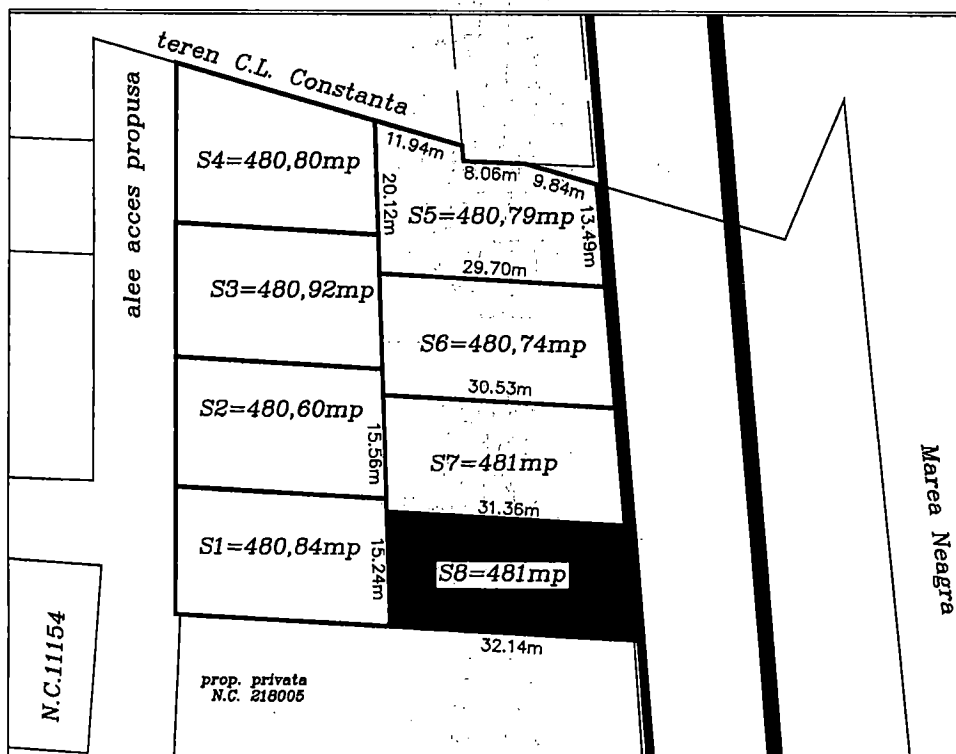 teren C.L. Constanta
alee acces propusa
11.94m
8.06m
9.84m
S4=480,80mp
20.12m
S5=480,79mp
13.49m
29.70m
S3=480,92mp
S6=480,74mp
30.53m
S2=480,60mp
15.56m
S7=481mp
31.36m
S1=480,84mp
15.24m
S8=481mp
32.14m
Marea Neagra
N.C.11154
prop. privata
N.C. 218005